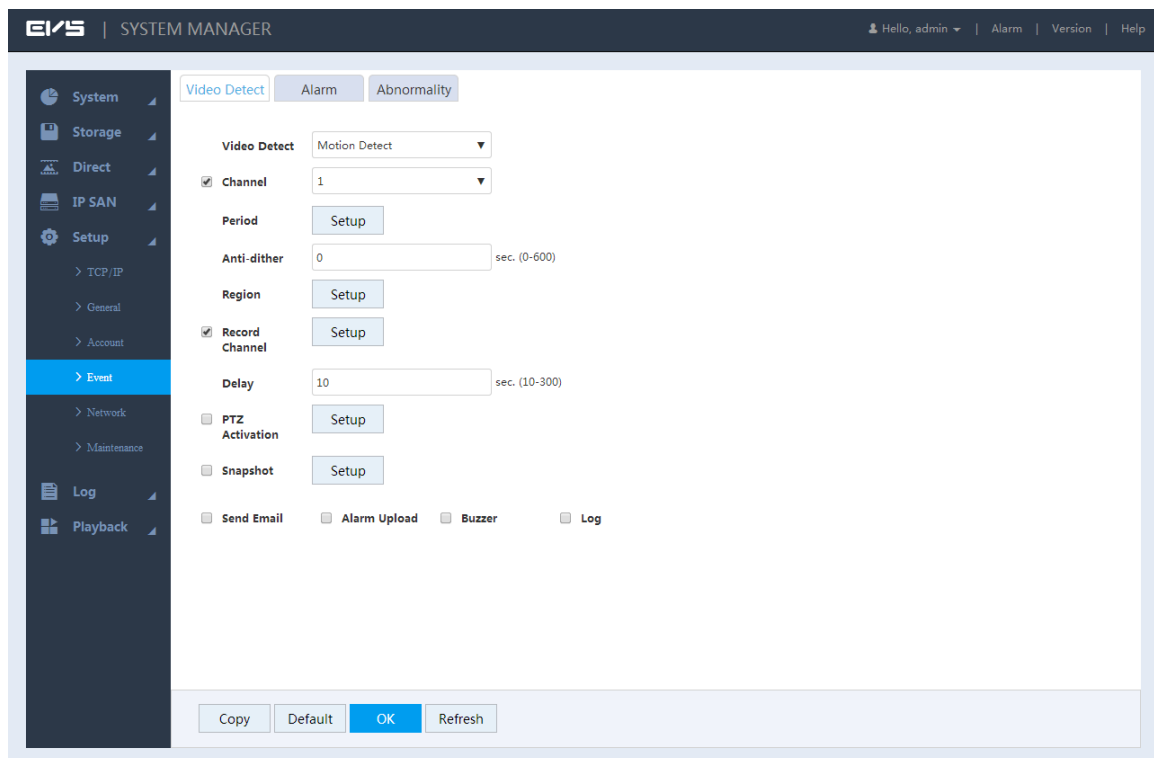 EVS | SYSTEM MANAGER
Hello, admin | Alarm | Version | Help
System
Storage
Direct
IP SAN
Setup
> TCP/IP
> General
> Account
> Event
> Network
> Maintenance
Log
Playback
Video Detect Alarm Abnormality
Video Detect Motion Detect
Channel 1
Period Setup
Anti-dither 0 sec. (0-600)
Region Setup
Record Setup
Channel
Delay 10 sec. (10-300)
PTZ Setup
Activation
Snapshot Setup
Send Email Alarm Upload Buzzer Log
Copy Default OK Refresh